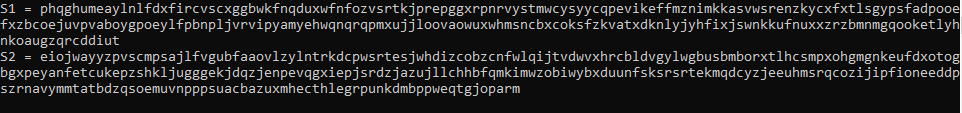 S1 = phqghumeaylnlfdxfircvscxggbwkfnqduxwfnfozvsrtkjprepggxrpnrvystmwcysyycqpevikeffmznimkkasvwsrenzkycxfxtlsgypsfadpooe
fxzbcoejuvpvaboygpoeylfpbnpljvrvipyamyehwqnqrqpmxujjloovaowuxwhmsncbxcoksfzkvatxdknlyjyhfixjswnkkufnuxxzrzbmnmgqooketlyh
nkoaugzqrcddiut
S2 = eiojwayyzpvscmpsajlfvgubfaaovlzylntrkdcpwsrtesjwhdizcobzcnfwlqijtvdwvxhrcbldvgylwgbusbmborxtlhcsmpxohgmgnkeufdxotog
bgxpeyanfetcukepzshkljugggekjdqzjenpevqgxiepjsrdzjazujllchhbfqmkimwzobiwybxduunfsksrsrtekmqdcyzjeeuhmsrqcozijipfioneeddp
szrnavymmtatbdzqsoemuvnpppsuacbazuxmhecthlegrpunkdmbppweqtgjoparm